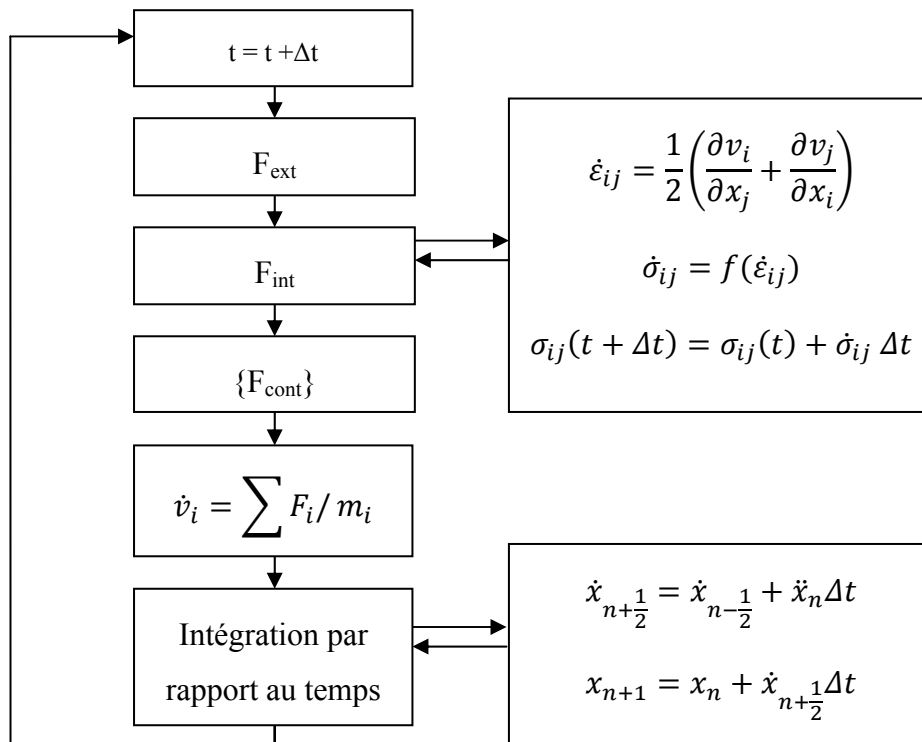 t = t +Δt
F_ext
F_int
{F_cont}
v̇_i = ∑ F_i / m_i
Intégration par
rapport au temps
ε̇_ij = 1/2 (∂v_i/∂x_j + ∂v_j/∂x_i)
σ̇_ij = f(ε̇_ij)
σ_ij(t + Δt) = σ_ij(t) + σ̇_ij Δt
ẋ_{n+1/2} = ẋ_{n-1/2} + ẍ_n Δt
x_{n+1} = x_n + ẋ_{n+1/2} Δt